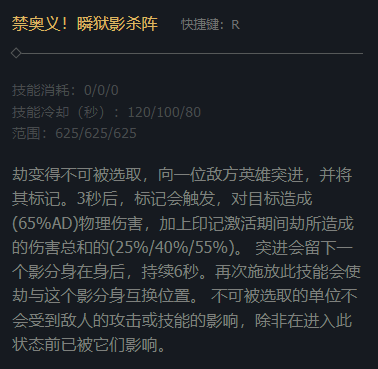 禁奥义！瞬狱影杀阵 快捷键：R
技能消耗：0/0/0
技能冷却（秒）：120/100/80
范围：625/625/625
劫变得不可被选取，向一位敌方英雄突进，并将
其标记。3秒后，标记会触发，对目标造成
(65%AD)物理伤害，加上印记激活期间劫所造成
的伤害总和的(25%/40%/55%)。 突进会留下一
个影分身在身后，持续6秒。再次施放此技能会使
劫与这个影分身互换位置。 不可被选取的单位不
会受到敌人的攻击或技能的影响，除非在进入此
状态前已被它们影响。